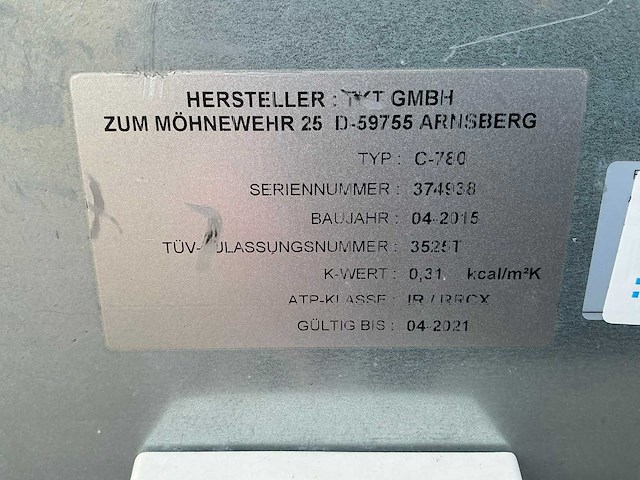 HERSTELLER : TKT GMBH
ZUM MÖHNEWEHR 25 D-59755 ARNSBERG
TYP : C-780
SERIENNUMMER : 374938
BAUJAHR : 04-2015
TÜV-ZULASSUNGSNUMMER : 3525T
K-WERT : 0,31 kcal/m²K
ATP-KLASSE : IR / RRCX
GÜLTIG BIS : 04-2021